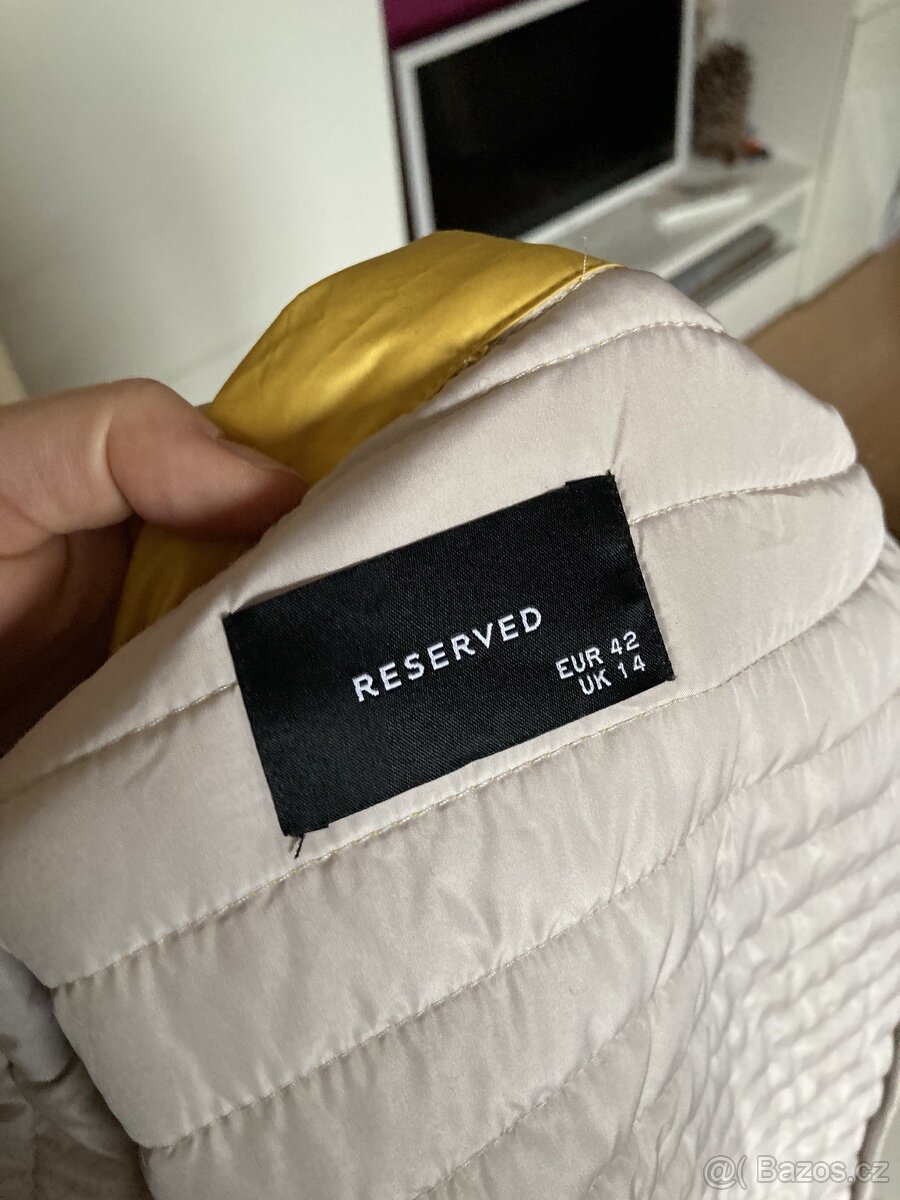 RESERVED
EUR 42
UK 14
@( Bazos.cz